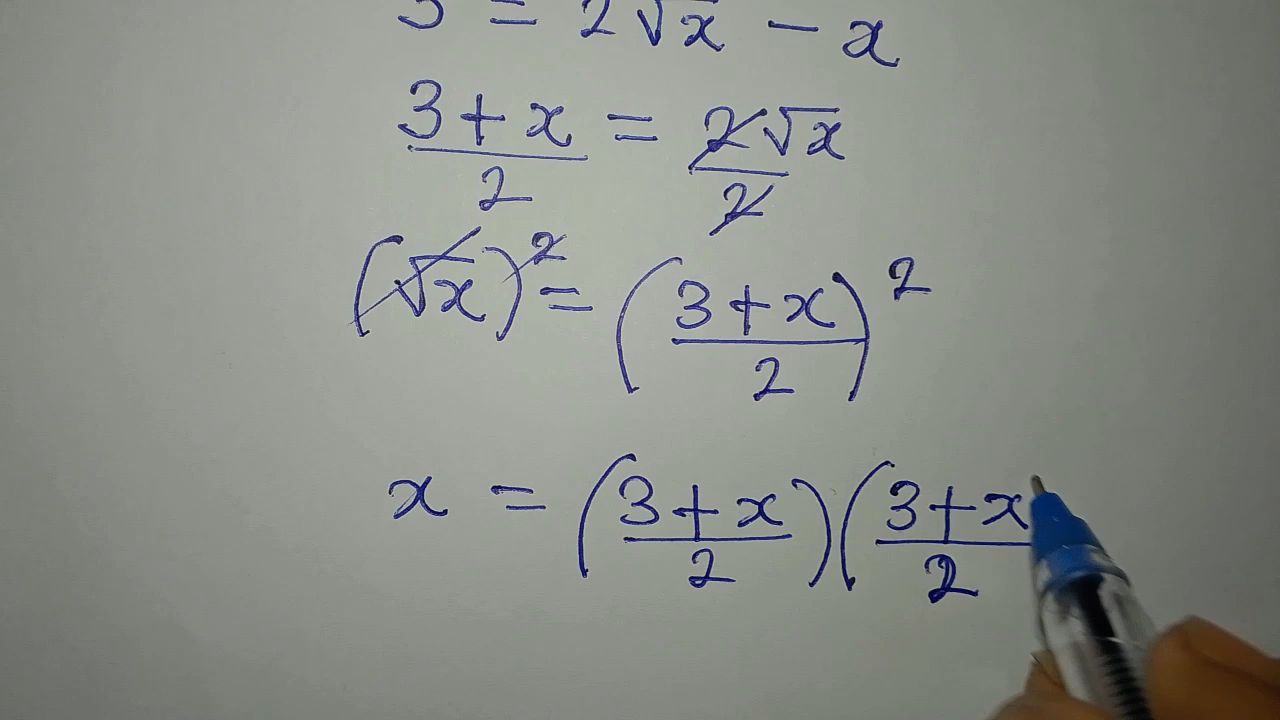 3 = 2√x - x
3 + x / 2 = 2√x / 2
(√x)² = (3 + x / 2)²
x = (3 + x / 2)(3 + x / 2